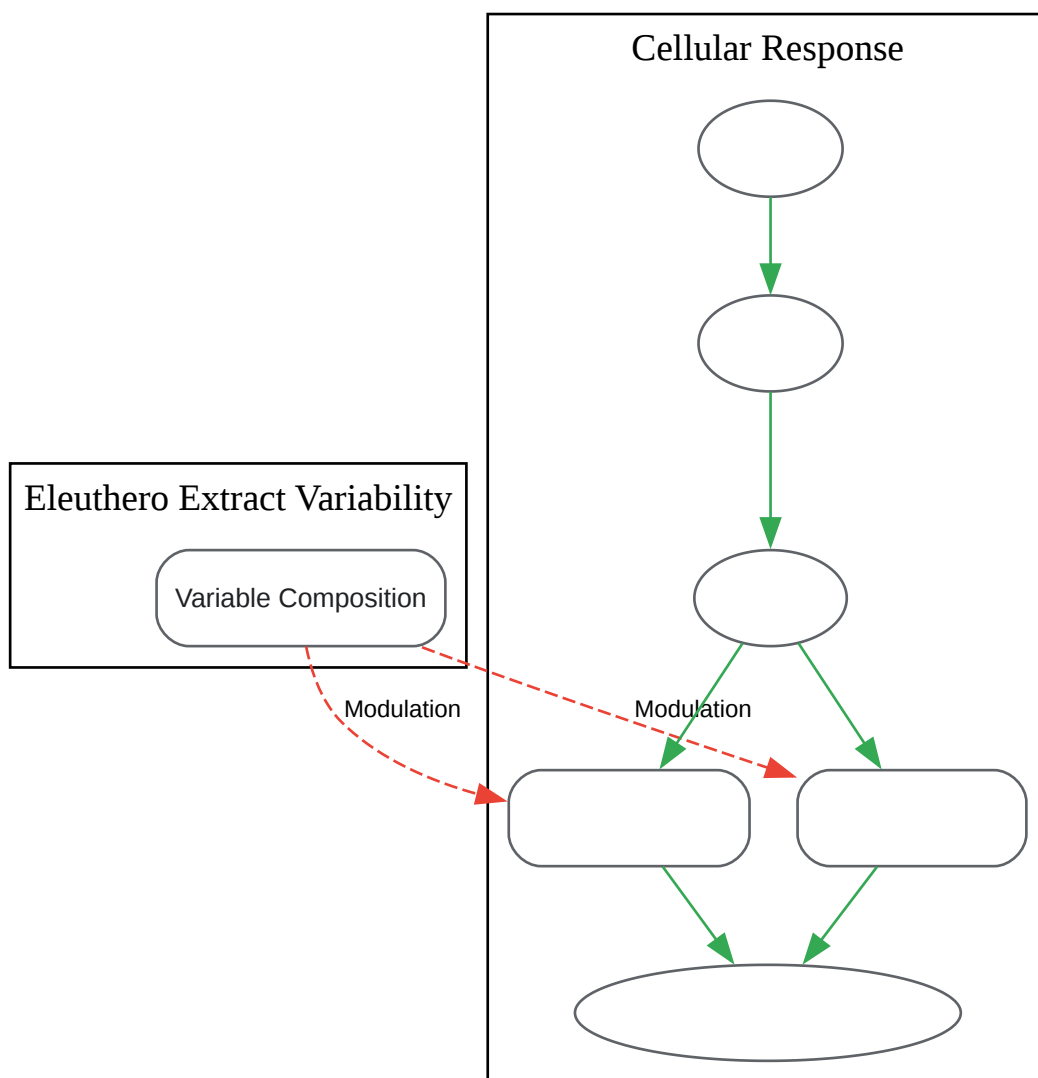 Cellular Response
Eleuthero Extract Variability
Variable Composition
Modulation
Modulation